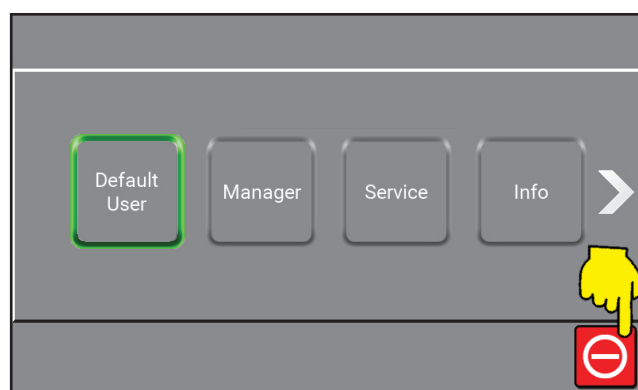 Default
User
Manager
Service
Info